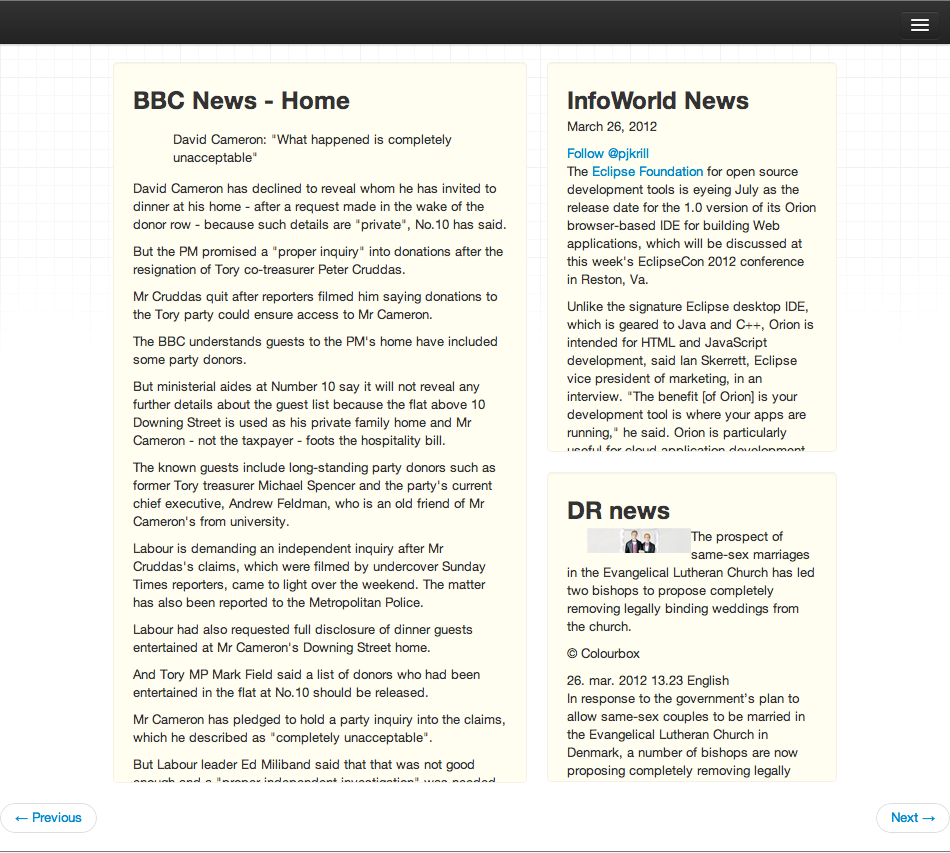 BBC News - Home
David Cameron: "What happened is completely
unacceptable"
David Cameron has declined to reveal whom he has invited to
dinner at his home - after a request made in the wake of the
donor row - because such details are "private", No.10 has said.
But the PM promised a "proper inquiry" into donations after the
resignation of Tory co-treasurer Peter Cruddas.
Mr Cruddas quit after reporters filmed him saying donations to
the Tory party could ensure access to Mr Cameron.
The BBC understands guests to the PM's home have included
some party donors.
But ministerial aides at Number 10 say it will not reveal any
further details about the guest list because the flat above 10
Downing Street is used as his private family home and Mr
Cameron - not the taxpayer - foots the hospitality bill.
The known guests include long-standing party donors such as
former Tory treasurer Michael Spencer and the party's current
chief executive, Andrew Feldman, who is an old friend of Mr
Cameron's from university.
Labour is demanding an independent inquiry after Mr
Cruddas's claims, which were filmed by undercover Sunday
Times reporters, came to light over the weekend. The matter
has also been reported to the Metropolitan Police.
Labour had also requested full disclosure of dinner guests
entertained at Mr Cameron's Downing Street home.
And Tory MP Mark Field said a list of donors who had been
entertained in the flat at No.10 should be released.
Mr Cameron has pledged to hold a party inquiry into the claims,
which he described as "completely unacceptable".
But Labour leader Ed Miliband said that that was not good
enough and a "proper independent investigation" was needed
InfoWorld News
March 26, 2012
Follow @pjkrill
The Eclipse Foundation for open source
development tools is eyeing July as the
release date for the 1.0 version of its Orion
browser-based IDE for building Web
applications, which will be discussed at
this week's EclipseCon 2012 conference
in Reston, Va.
Unlike the signature Eclipse desktop IDE,
which is geared to Java and C++, Orion is
intended for HTML and JavaScript
development, said Ian Skerrett, Eclipse
vice president of marketing, in an
interview. "The benefit [of Orion] is your
development tool is where your apps are
running," he said. Orion is particularly
useful for cloud application development
DR news
The prospect of
same-sex marriages
in the Evangelical Lutheran Church has led
two bishops to propose completely
removing legally binding weddings from
the church.
© Colourbox
26. mar. 2012 13.23 English
In response to the government's plan to
allow same-sex couples to be married in
the Evangelical Lutheran Church in
Denmark, a number of bishops are now
proposing completely removing legally
← Previous
Next →